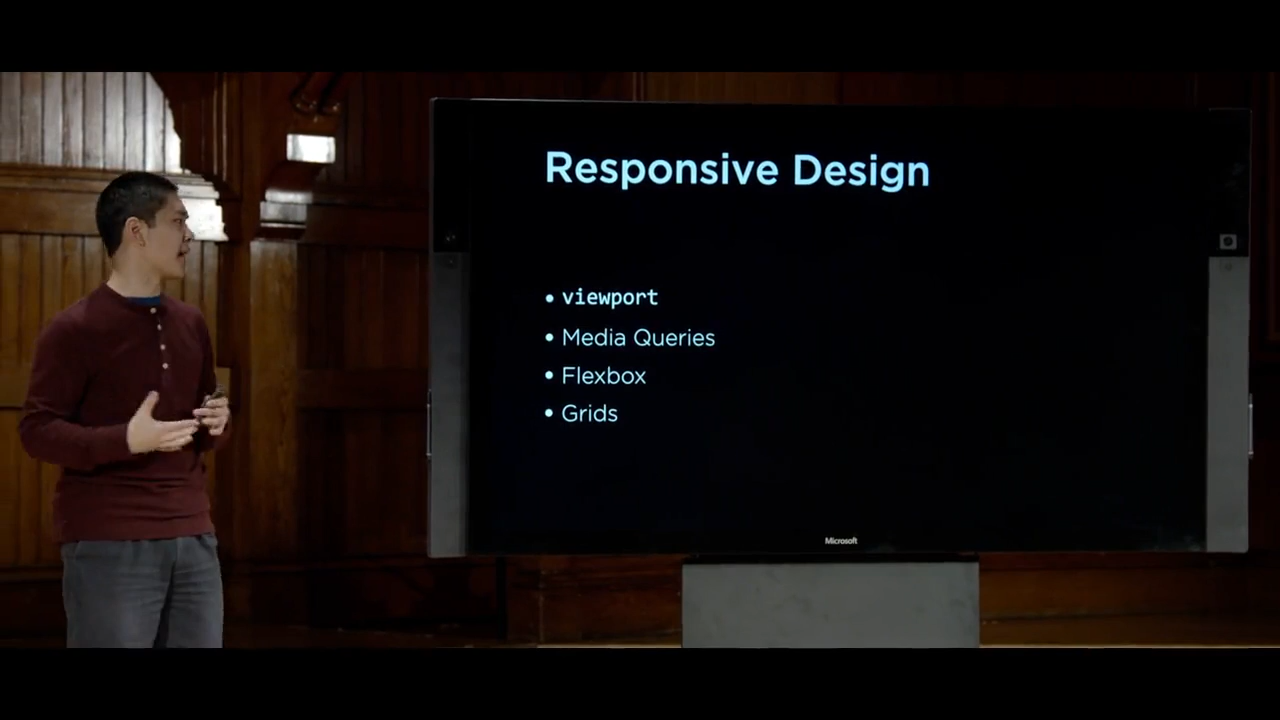 Responsive Design
• viewport
• Media Queries
• Flexbox
• Grids
Microsoft